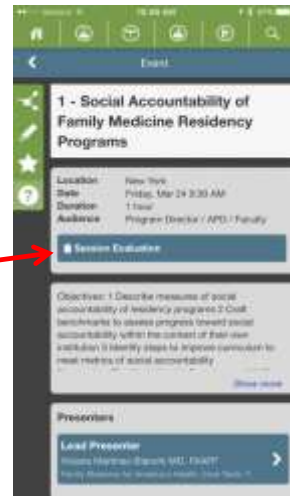 Event
1 - Social Accountability of
Family Medicine Residency
Programs
Location New York
Date Friday, Mar 24 9:30 AM
Duration 1 hour
Audience Program Director / APD / Faculty
Session Evaluation
Objectives: 1 Describe measures of social
accountability of residency programs 2 Craft
benchmarks to assess progress toward social
accountability within the context of their own
institution 3 Identify steps to improve curriculum to
meet metrics of social accountability
Show more
Presenters
Lead Presenter
MD, FAAFP